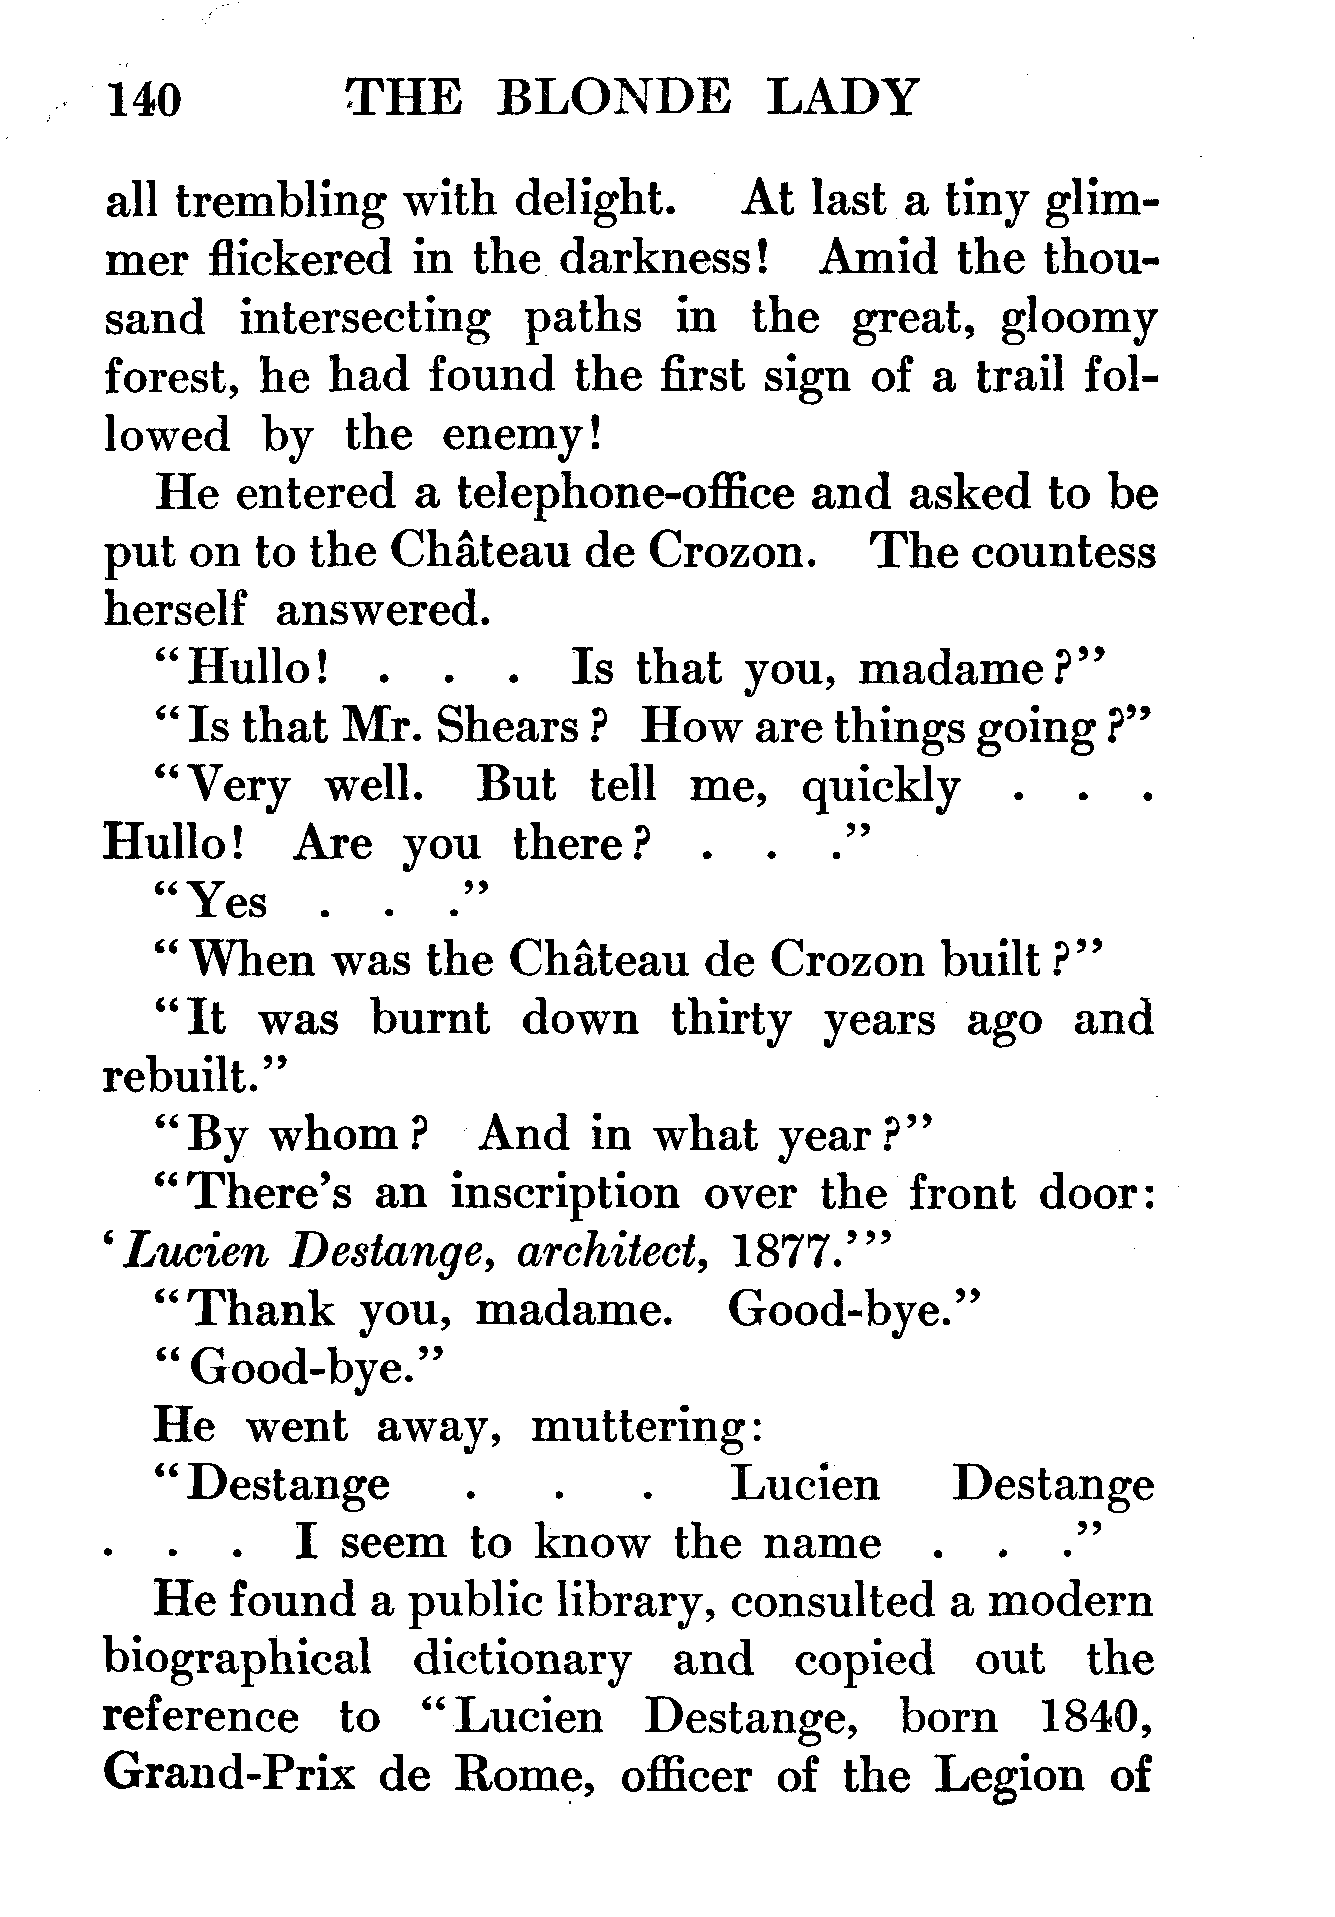 140 THE BLONDE LADY
all trembling with delight. At last a tiny glim-
mer flickered in the darkness! Amid the thou-
sand intersecting paths in the great, gloomy
forest, he had found the first sign of a trail fol-
lowed by the enemy!
He entered a telephone-office and asked to be
put on to the Château de Crozon. The countess
herself answered.
“Hullo! . . . Is that you, madame?”
“Is that Mr. Shears? How are things going?”
“Very well. But tell me, quickly . . .
Hullo! Are you there? . . .”
“Yes . . .”
“When was the Château de Crozon built?”
“It was burnt down thirty years ago and
rebuilt.”
“By whom? And in what year?”
“There’s an inscription over the front door:
‘Lucien Destange, architect, 1877.’”
“Thank you, madame. Good-bye.”
“Good-bye.”
He went away, muttering:
“Destange . . . Lucien Destange
. . . I seem to know the name . . .”
He found a public library, consulted a modern
biographical dictionary and copied out the
reference to “Lucien Destange, born 1840,
Grand-Prix de Rome, officer of the Legion of